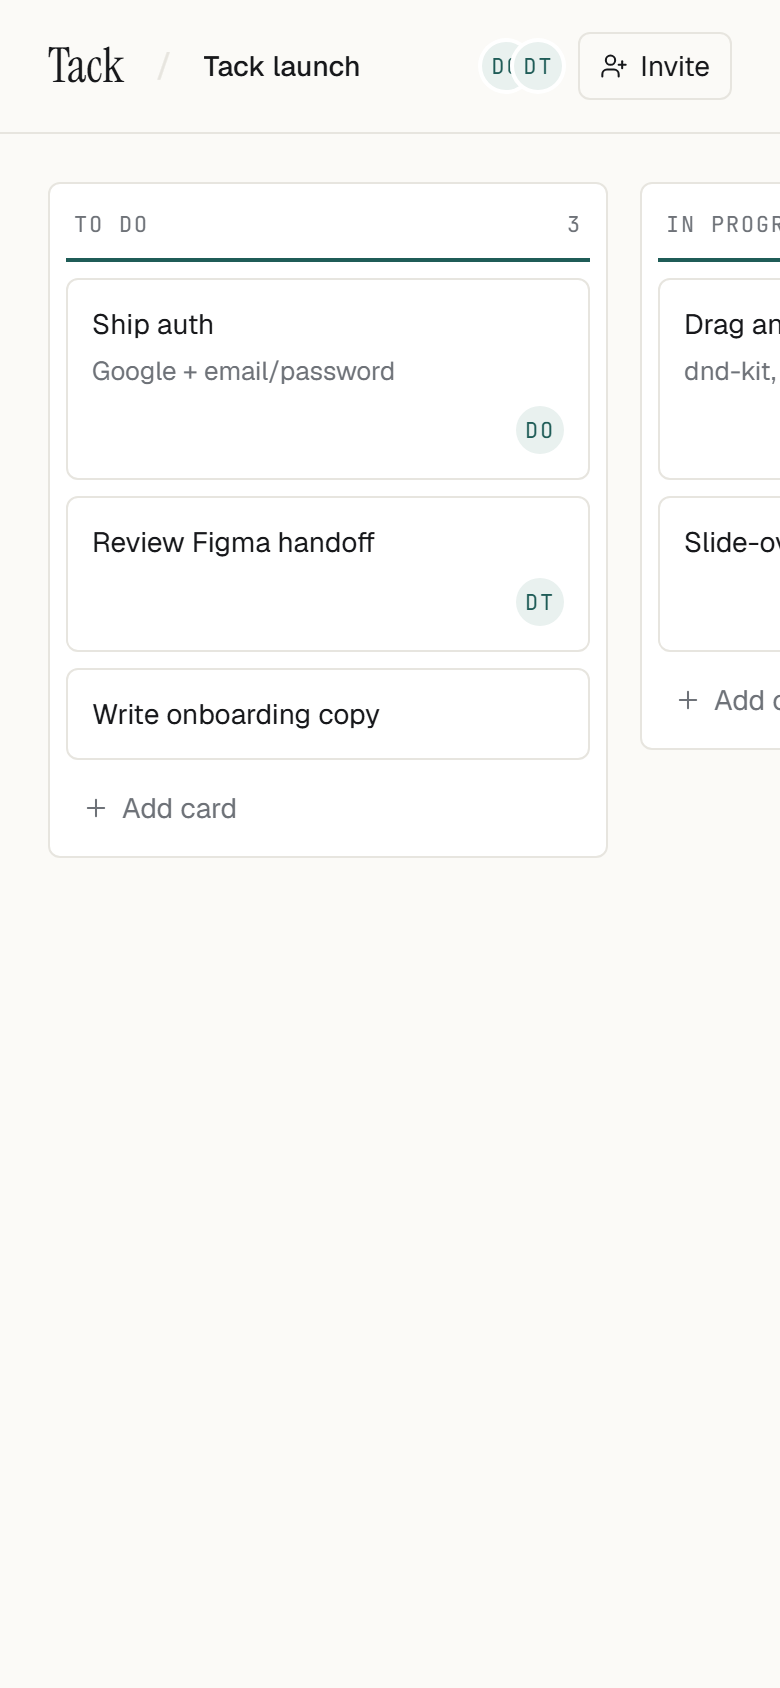 Tack / Tack launch DT Invite
TO DO 3
Ship auth
Google + email/password
DO
Review Figma handoff
DT
Write onboarding copy
+ Add card
IN PROGR
Drag an
dnd-kit,
Slide-ov
+ Add c